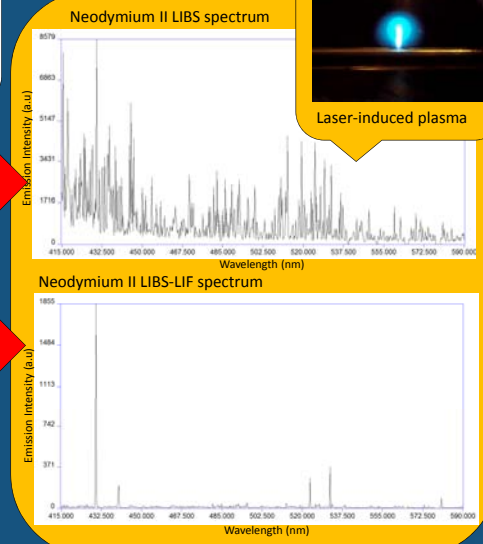 Neodymium II LIBS spectrum
Laser-induced plasma
Emission Intensity (a.u)
8579
6863
5147
3431
1716
0
415.000 432.500 450.000 467.500 485.000 502.500 520.000 537.500 555.000 572.500 590.000
Wavelength (nm)
Neodymium II LIBS-LIF spectrum
Emission Intensity (a.u)
1855
1484
1113
742
371
0
415.000 432.500 450.000 467.500 485.000 502.500 520.000 537.500 555.000 572.500 590.000
Wavelength (nm)